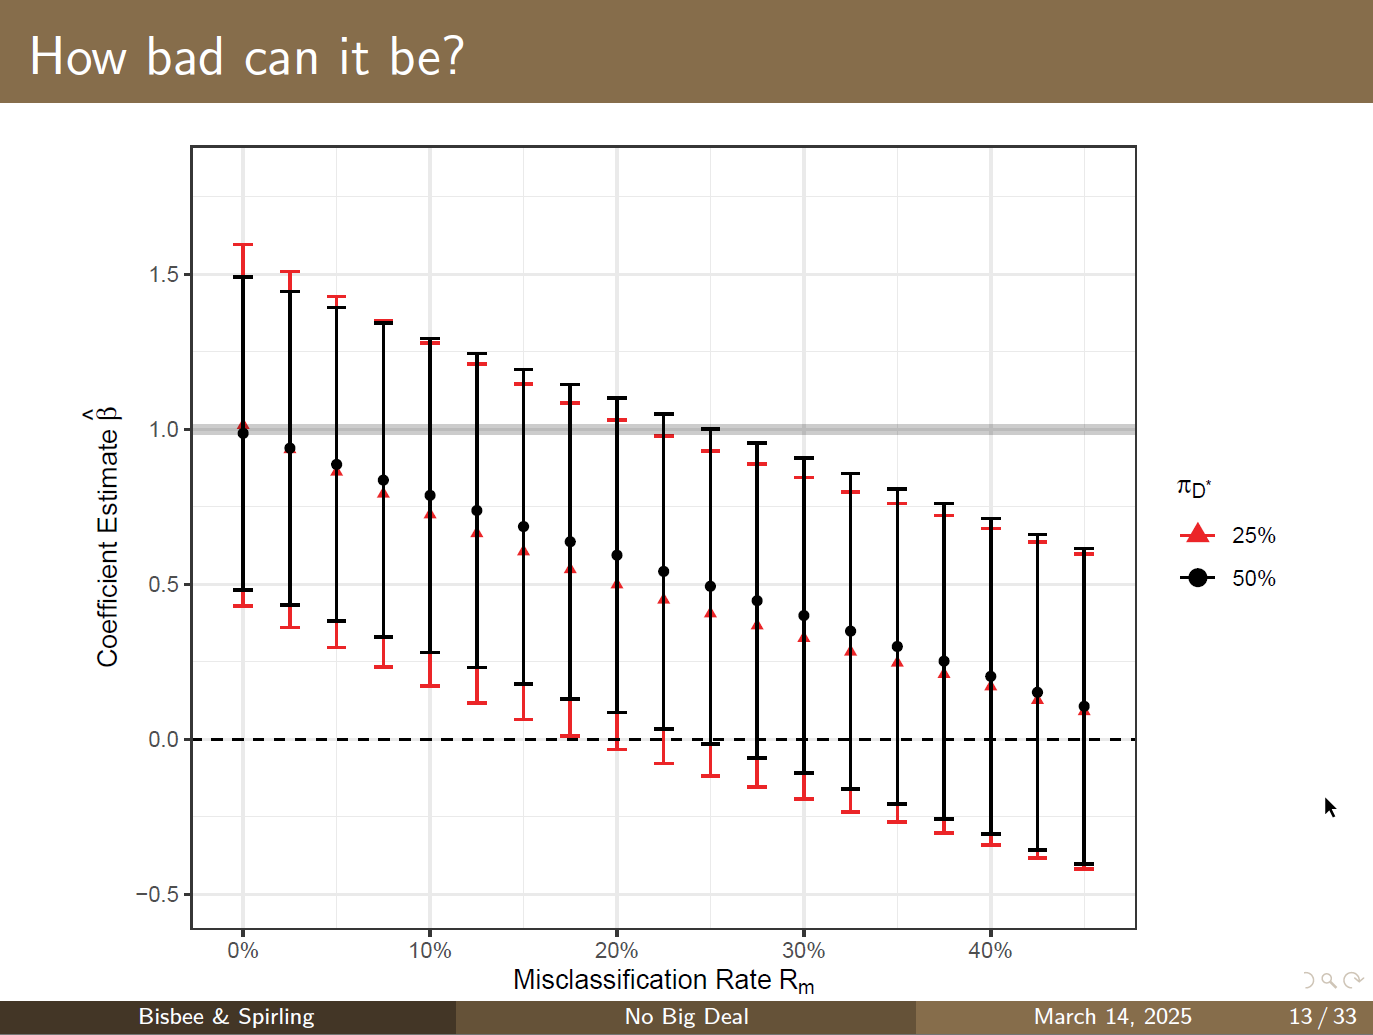 How bad can it be?
1.5
1.0
0.5
0.0
−0.5
Coefficient Estimate β̂
0%
10%
20%
30%
40%
Misclassification Rate Rm
πD*
25%
50%
Bisbee & Spirling
No Big Deal
March 14, 2025
13 / 33